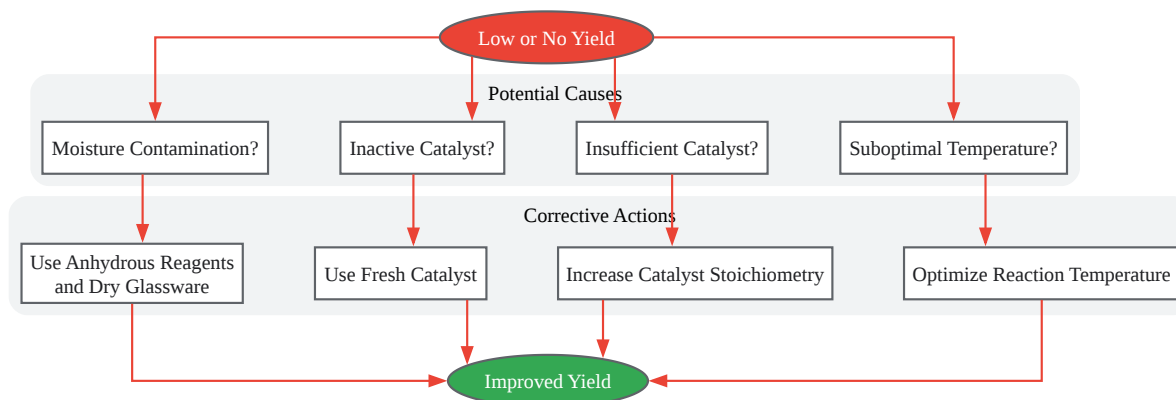 Low or No Yield
Potential Causes
Moisture Contamination?
Inactive Catalyst?
Insufficient Catalyst?
Suboptimal Temperature?
Corrective Actions
Use Anhydrous Reagents
and Dry Glassware
Use Fresh Catalyst
Increase Catalyst Stoichiometry
Optimize Reaction Temperature
Improved Yield